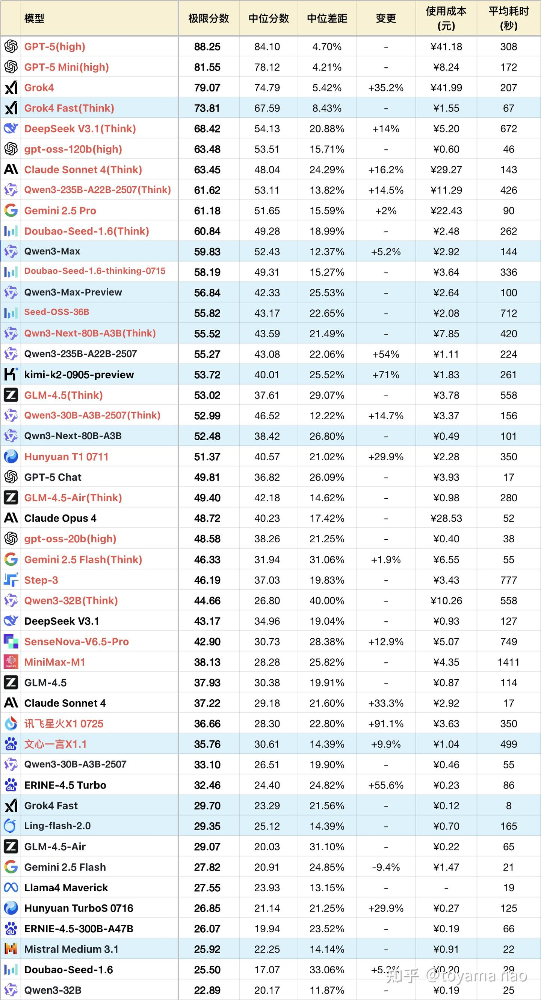 模型 极限分数 中位分数 中位差距 变更 使用成本(元) 平均耗时(秒)
GPT-5(high) 88.25 84.10 4.70% - ¥41.18 308
GPT-5 Mini(high) 81.55 78.12 4.21% - ¥8.24 172
Grok4 79.07 74.79 5.42% +35.2% ¥41.99 207
Grok4 Fast(Think) 73.81 67.59 8.43% - ¥1.55 67
DeepSeek V3.1(Think) 68.42 54.13 20.88% +14% ¥5.20 672
gpt-oss-120b(high) 63.48 53.51 15.71% - ¥0.60 46
Claude Sonnet 4(Think) 63.45 48.04 24.29% +16.2% ¥29.27 143
Qwen3-235B-A22B-2507(Think) 61.62 53.11 13.82% +14.5% ¥11.29 426
Gemini 2.5 Pro 61.18 51.65 15.59% +2% ¥22.43 90
Doubao-Seed-1.6(Think) 60.84 49.28 18.99% - ¥2.48 262
Qwen3-Max 59.83 52.43 12.37% +5.2% ¥2.92 144
Doubao-Seed-1.6-thinking-0715 58.19 49.31 15.27% - ¥3.64 336
Qwen3-Max-Preview 56.84 42.33 25.53% - ¥2.64 100
Seed-OSS-36B 55.82 43.17 22.65% - ¥2.08 712
Qwn3-Next-80B-A3B(Think) 55.52 43.59 21.49% - ¥7.85 420
Qwen3-235B-A22B-2507 55.27 43.08 22.06% +54% ¥1.11 224
kimi-k2-0905-preview 53.72 40.01 25.52% +71% ¥1.83 261
GLM-4.5(Think) 53.02 37.61 29.07% - ¥3.78 558
Qwen3-30B-A3B-2507(Think) 52.99 46.52 12.22% +14.7% ¥3.37 156
Qwn3-Next-80B-A3B 52.48 38.42 26.80% - ¥0.49 101
Hunyuan T1 0711 51.37 40.57 21.02% +29.9% ¥2.28 350
GPT-5 Chat 49.81 36.82 26.09% - ¥3.93 17
GLM-4.5-Air(Think) 49.40 42.18 14.62% - ¥0.98 280
Claude Opus 4 48.72 40.23 17.42% - ¥28.53 52
gpt-oss-20b(high) 48.58 38.26 21.25% - ¥0.40 38
Gemini 2.5 Flash(Think) 46.33 31.94 31.06% +1.9% ¥6.55 55
Step-3 46.19 37.03 19.83% - ¥3.43 777
Qwen3-32B(Think) 44.66 26.80 40.00% - ¥10.26 558
DeepSeek V3.1 43.17 34.96 19.04% - ¥0.93 127
SenseNova-V6.5-Pro 42.90 30.73 28.38% +12.9% ¥5.07 749
MINIMAX MiniMax-M1 38.13 28.28 25.82% - ¥4.35 1411
GLM-4.5 37.93 30.38 19.91% - ¥0.87 114
Claude Sonnet 4 37.22 29.18 21.60% +33.3% ¥2.92 17
讯飞星火X1 0725 36.66 28.30 22.80% +91.1% ¥3.63 350
du 文心一言X1.1 35.76 30.61 14.39% +9.9% ¥1.04 499
Qwen3-30B-A3B-2507 33.10 26.51 19.90% - ¥0.46 55
du ERINE-4.5 Turbo 32.46 24.40 24.82% +55.6% ¥0.23 86
Grok4 Fast 29.70 23.29 21.56% - ¥0.12 8
Ling-flash-2.0 29.35 25.12 14.39% - ¥0.70 165
GLM-4.5-Air 29.07 20.03 31.10% - ¥0.22 65
Gemini 2.5 Flash 27.82 20.91 24.85% -9.4% ¥1.47 21
Llama4 Maverick 27.55 23.93 13.15% - - 19
Hunyuan TurboS 0716 26.85 21.14 21.25% +29.9% ¥0.27 125
du ERNIE-4.5-300B-A47B 26.07 19.94 23.52% - ¥0.19 66
Mistral Medium 3.1 25.92 22.25 14.14% - ¥0.91 22
Doubao-Seed-1.6 25.50 17.07 33.06% ¥0.20 29
知乎 @toyama nao
Qwen3-32B 22.89 20.17 11.87% - ¥0.19 25